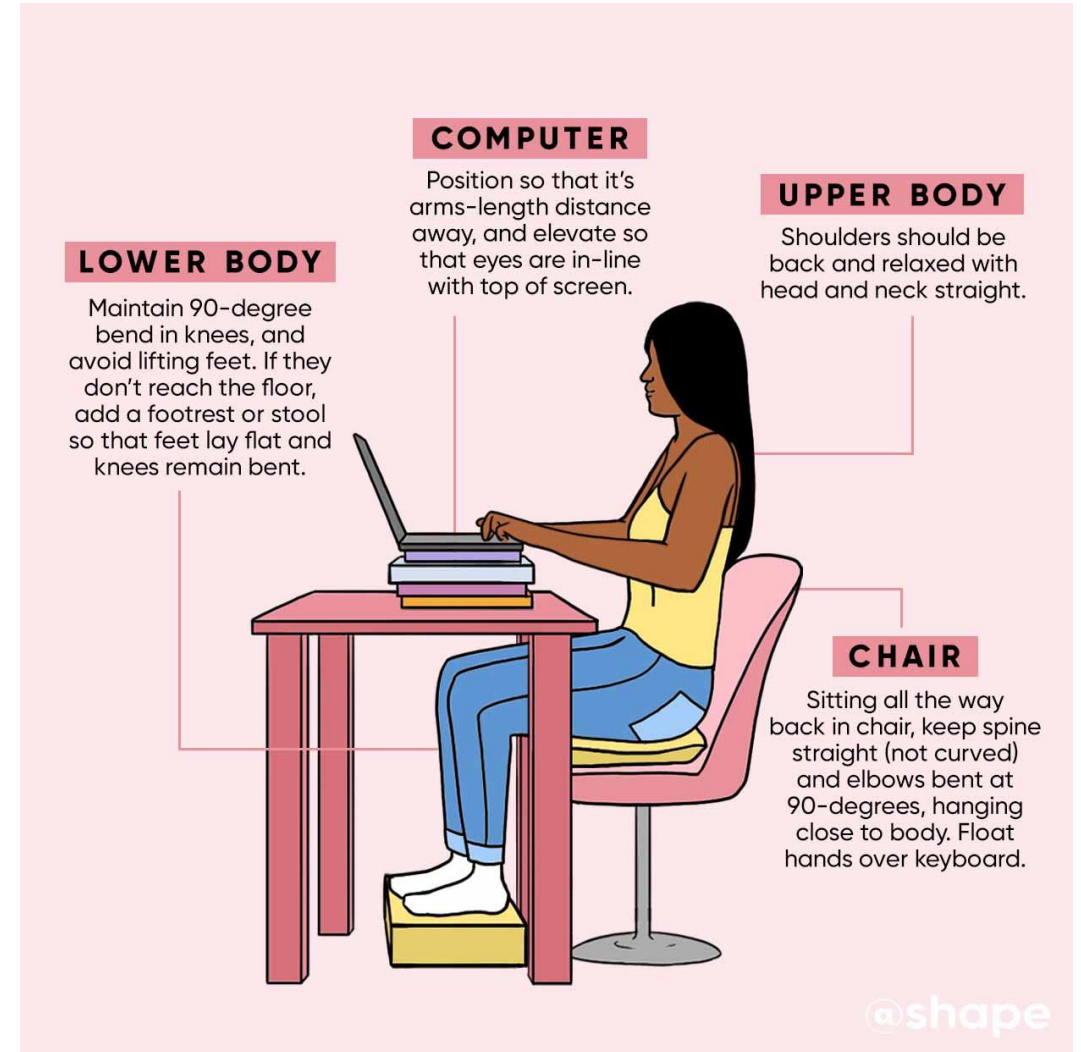 COMPUTER
Position so that it's
arms-length distance
away, and elevate so
that eyes are in-line
with top of screen.
UPPER BODY
Shoulders should be
back and relaxed with
head and neck straight.
LOWER BODY
Maintain 90-degree
bend in knees, and
avoid lifting feet. If they
don't reach the floor,
add a footrest or stool
so that feet lay flat and
knees remain bent.
CHAIR
Sitting all the way
back in chair, keep spine
straight (not curved)
and elbows bent at
90-degrees, hanging
close to body. Float
hands over keyboard.
@shape